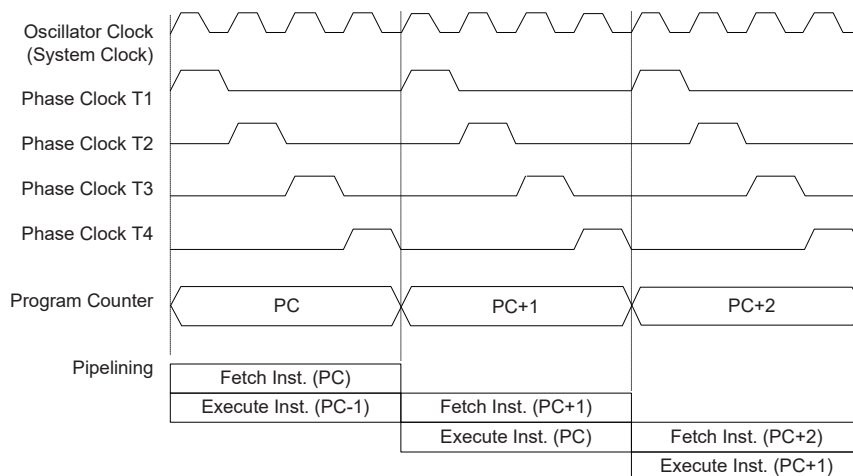 Oscillator Clock
(System Clock)
Phase Clock T1
Phase Clock T2
Phase Clock T3
Phase Clock T4
Program Counter
PC
PC+1
PC+2
Pipelining
Fetch Inst. (PC)
Execute Inst. (PC-1)
Fetch Inst. (PC+1)
Execute Inst. (PC)
Fetch Inst. (PC+2)
Execute Inst. (PC+1)